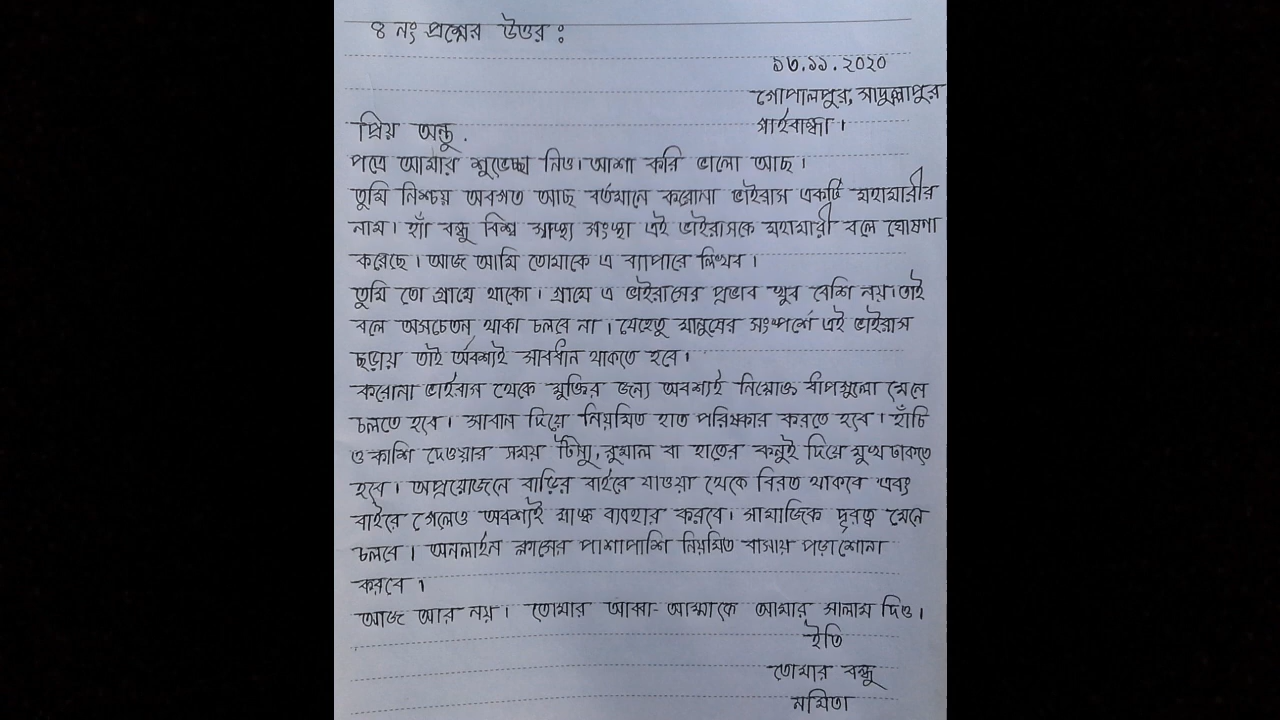 ৪ নং প্রশ্নের উত্তর :
১৩.১১.২০২০
গোপালপুর, সাদুল্লাপুর
গাইবান্ধা ।
প্রিয় অন্তু .
পত্রে আমার শুভেচ্ছা নিও। আশা করি ভালো আছ ।
তুমি নিশ্চয় অবগত আছ বর্তমানে করোনা ভাইরাস একটি মহামারীর
নাম । হ্যাঁ বন্ধু বিশ্ব স্বাস্থ্য সংস্থা এই ভাইরাসকে মহামারী বলে ঘোষণা
করেছে । আজ আমি তোমাকে এ ব্যাপারে লিখব ।
তুমি তো গ্রামে থাকো । গ্রামে এ ভাইরাসের প্রভাব খুব বেশি নয়। তাই
বলে অসচেতন থাকা চলবে না । যেহেতু মানুষের সংস্পর্শে এই ভাইরাস
ছড়ায় তাই অবশ্যই সাবধান থাকতে হবে ।
করোনা ভাইরাস থেকে মুক্তির জন্য অবশ্যই নিম্নোক্ত ধাপগুলো মেনে
চলতে হবে । সাবান দিয়ে নিয়মিত হাত পরিষ্কার করতে হবে । হাঁচি
ও কাশি দেওয়ার সময় টিস্যু, রুমাল বা হাতের কনুই দিয়ে মুখ ঢাকতে
হবে । অপ্রয়োজনে বাড়ির বাইরে যাওয়া থেকে বিরত থাকবে এবং
বাইরে গেলেও অবশ্যই মাস্ক ব্যবহার করবে । সামাজিক দূরত্ব মেনে
চলবে । অনলাইন ক্লাসের পাশাপাশি নিয়মিত বাসায় পড়াশোনা
করবে ।
আজ আর নয় । তোমার আব্বা-আম্মাকে আমার সালাম দিও ।
ইতি
তোমার বন্ধু
নমিতা